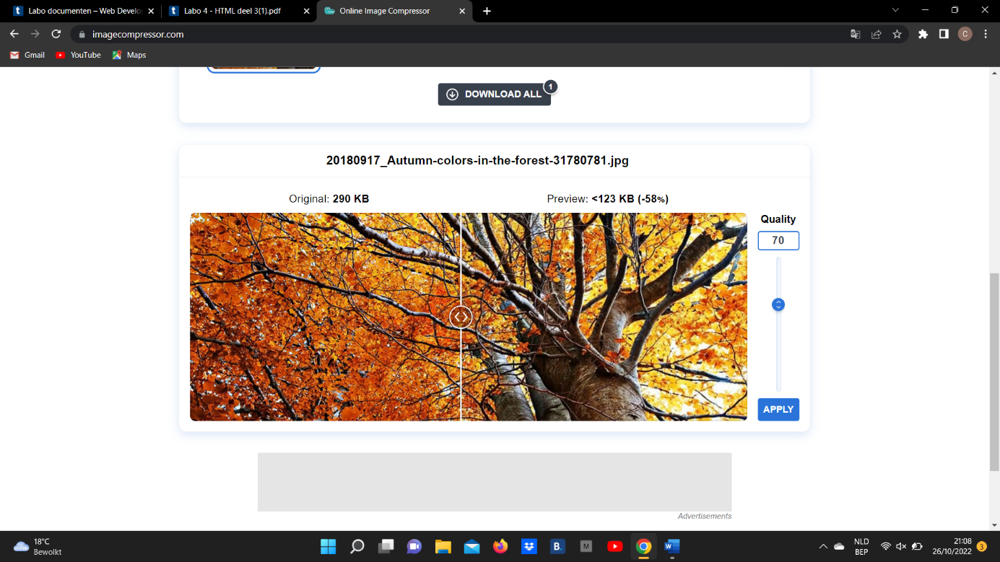 Labo documenten – Web Develo
Labo 4 - HTML deel 3(1).pdf
Online Image Compressor
imagecompressor.com
C
Gmail
YouTube
Maps
DOWNLOAD ALL
1
20180917_Autumn-colors-in-the-forest-31780781.jpg
Original: 290 KB
Preview: <123 KB (-58%)
Quality
70
APPLY
Advertisements
18°C
Bewolkt
B.
M
W
NLD
BEP
21:08
26/10/2022
3